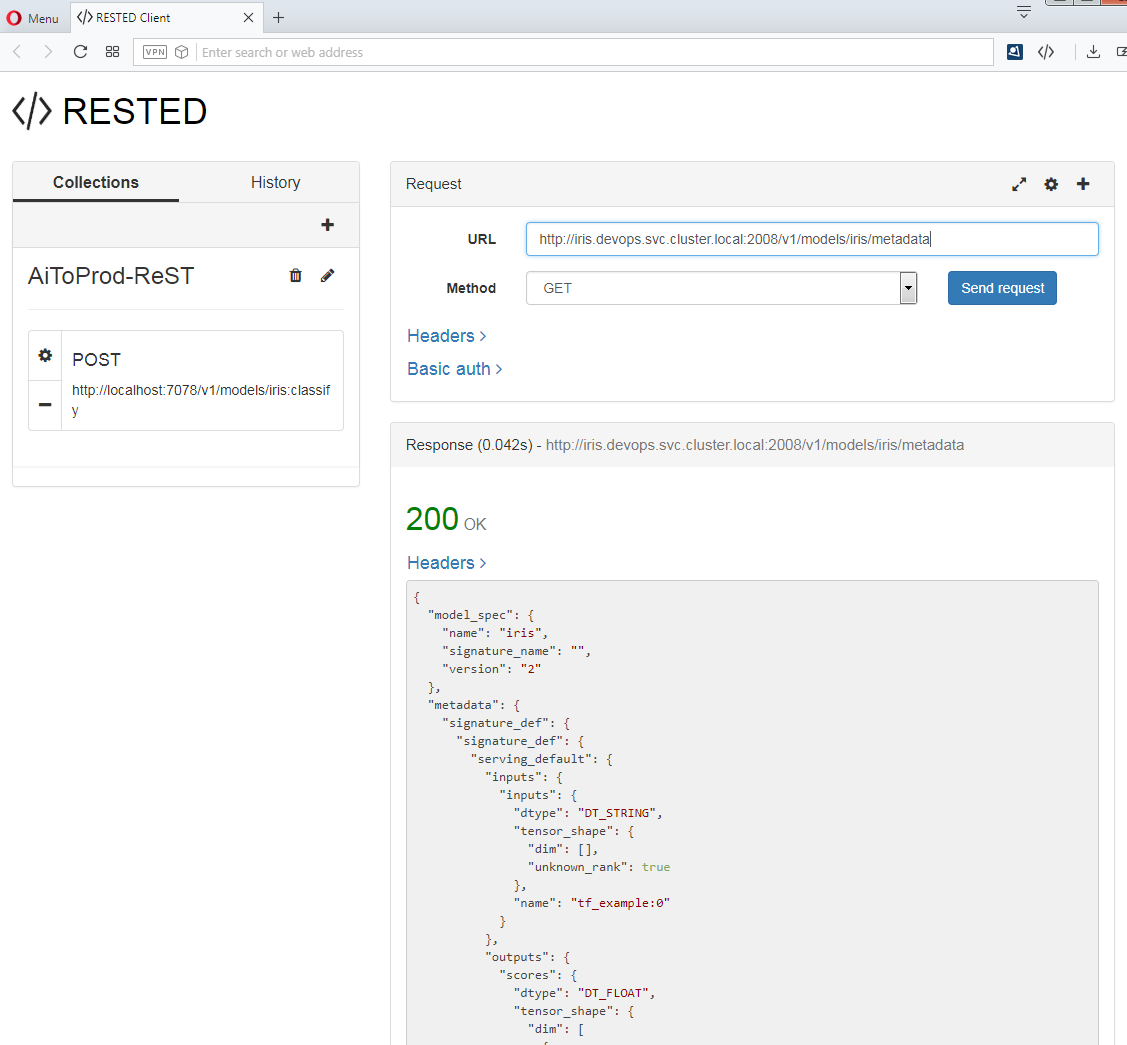 Menu
</> RESTED Client
VPN
Enter search or web address
</> RESTED
Collections
History
AiToProd-ReST
POST
http://localhost:7078/v1/models/iris:classif
y
Request
URL
http://iris.devops.svc.cluster.local:2008/v1/models/iris/metadata
Method
GET
Send request
Headers >
Basic auth >
Response (0.042s) - http://iris.devops.svc.cluster.local:2008/v1/models/iris/metadata
200 OK
Headers >
{
  "model_spec": {
    "name": "iris",
    "signature_name": "",
    "version": "2"
  },
  "metadata": {
    "signature_def": {
      "signature_def": {
        "serving_default": {
          "inputs": {
            "inputs": {
              "dtype": "DT_STRING",
              "tensor_shape": {
                "dim": [],
                "unknown_rank": true
              },
              "name": "tf_example:0"
            }
          },
          "outputs": {
            "scores": {
              "dtype": "DT_FLOAT",
              "tensor_shape": {
                "dim": [